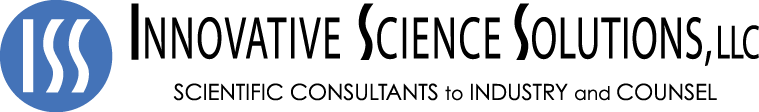 ISS
INNOVATIVE SCIENCE SOLUTIONS, LLC
SCIENTIFIC CONSULTANTS to INDUSTRY and COUNSEL